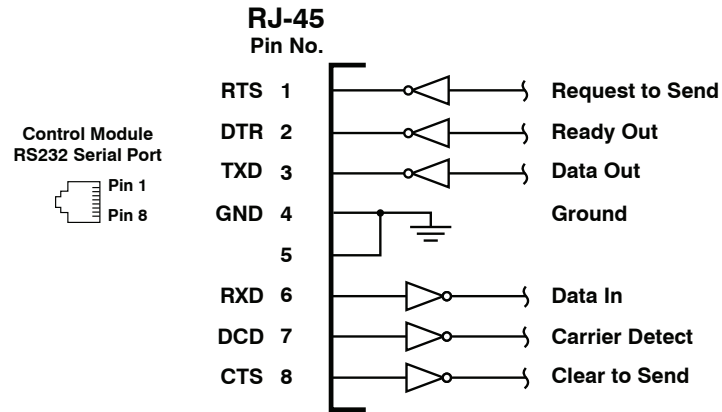 RJ-45
Pin No.
RTS 1 Request to Send
DTR 2 Ready Out
TXD 3 Data Out
GND 4 Ground
5
RXD 6 Data In
DCD 7 Carrier Detect
CTS 8 Clear to Send
Control Module
RS232 Serial Port
Pin 1
Pin 8